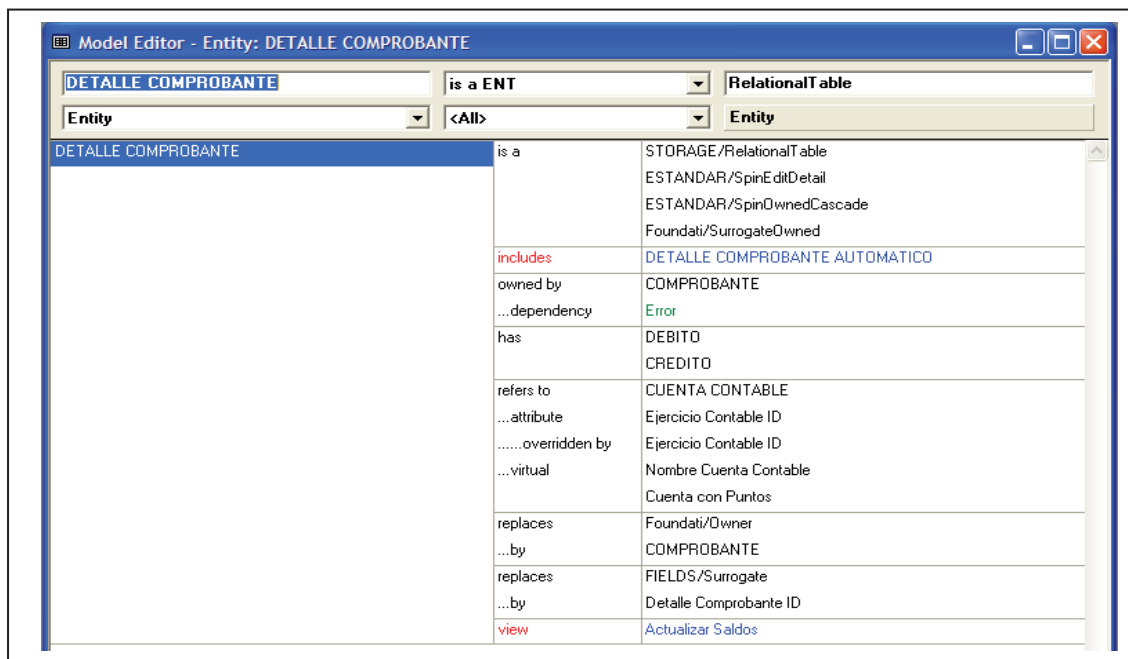 Model Editor - Entity: DETALLE COMPROBANTE
DETALLE COMPROBANTE is a ENT RelationalTable
Entity <All> Entity
DETALLE COMPROBANTE is a STORAGE/RelationalTable
ESTANDAR/SpinEditDetail
ESTANDAR/SpinOwnedCascade
Foundati/SurrogateOwned
includes DETALLE COMPROBANTE AUTOMATICO
owned by COMPROBANTE
...dependency Error
has DEBITO
CREDITO
refers to CUENTA CONTABLE
...attribute Ejercicio Contable ID
......overridden by Ejercicio Contable ID
...virtual Nombre Cuenta Contable
Cuenta con Puntos
replaces Foundati/Owner
...by COMPROBANTE
replaces FIELDS/Surrogate
...by Detalle Comprobante ID
view Actualizar Saldos